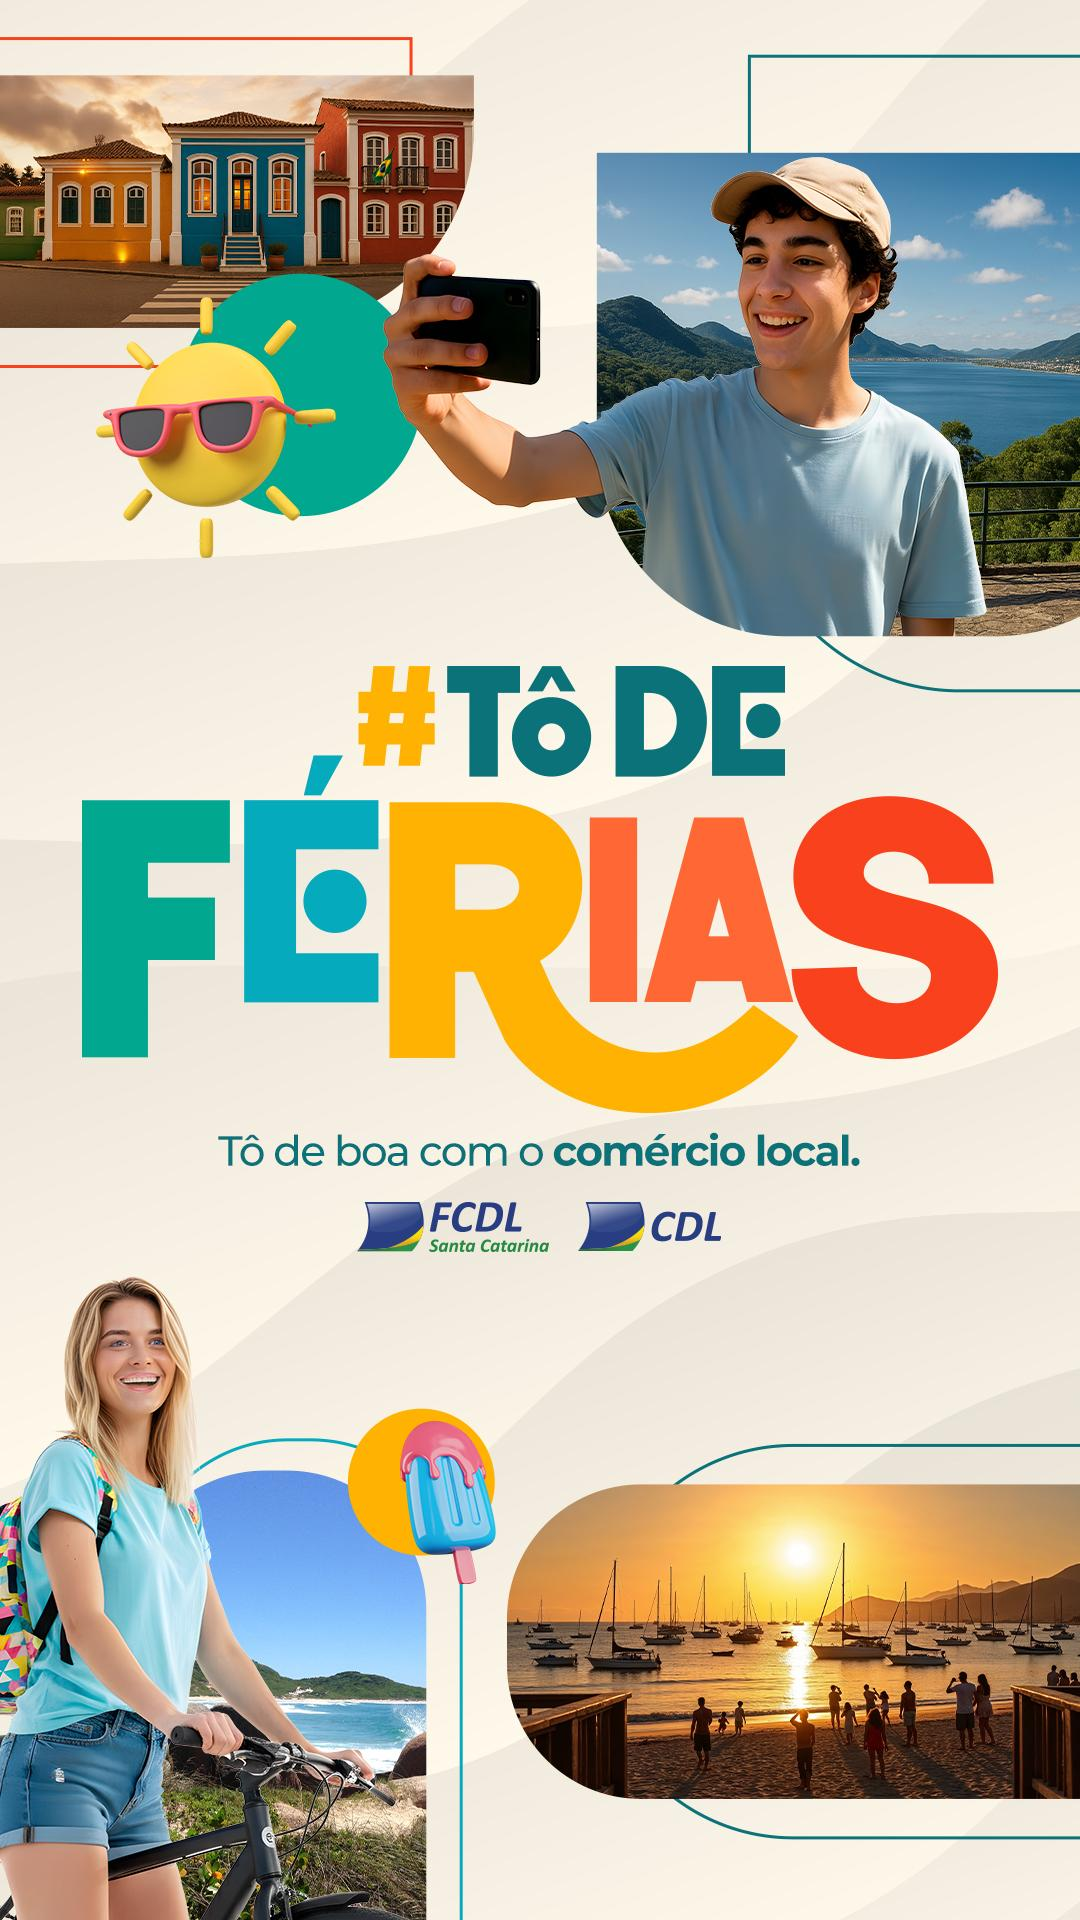 #TÔ DE
FÉRIAS
Tô de boa com o comércio local.
FCDL
Santa Catarina
CDL